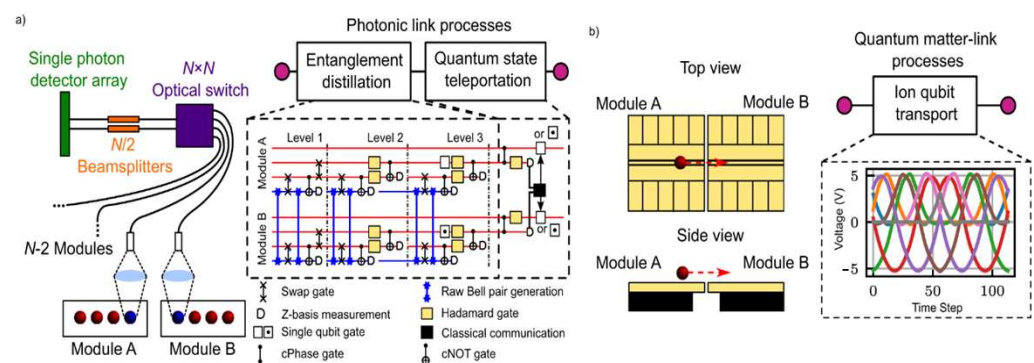 a)
Photonic link processes
Single photon
detector array
N×N
Optical switch
N/2
Beamsplitters
N-2 Modules
Module A
Module B
Entanglement
distillation
Quantum state
teleportation
Level 1
Level 2
Level 3
or
Module A
Module B
or
Swap gate
Z-basis measurement
Single qubit gate
cPhase gate
Raw Bell pair generation
Hadamard gate
Classical communication
cNOT gate
b)
Top view
Module A
Module B
Side view
Module A
Module B
Quantum matter-link
processes
Ion qubit
transport
Voltage (V)
5
0
−5
0
50
100
Time Step